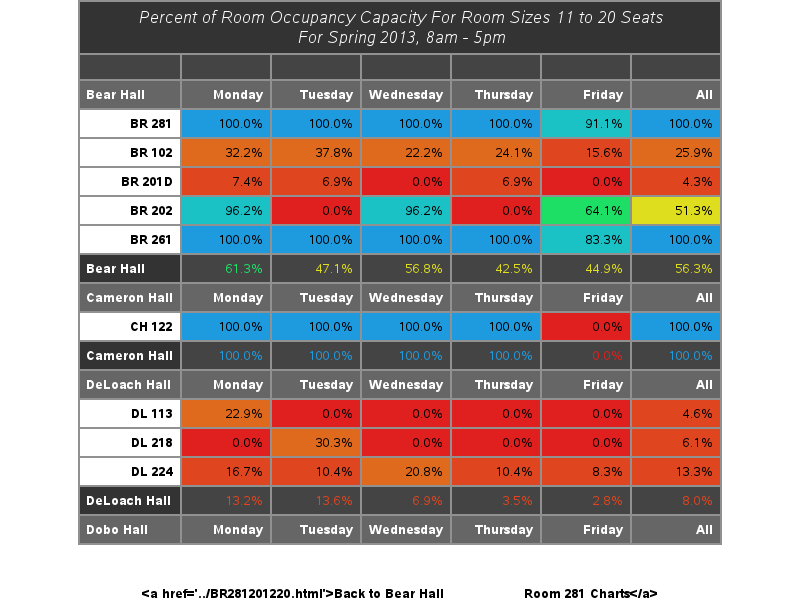 Percent of Room Occupancy Capacity For Room Sizes 11 to 20 Seats
For Spring 2013, 8am - 5pm
Bear Hall Monday Tuesday Wednesday Thursday Friday All
BR 281 100.0% 100.0% 100.0% 100.0% 91.1% 100.0%
BR 102 32.2% 37.8% 22.2% 24.1% 15.6% 25.9%
BR 201D 7.4% 6.9% 0.0% 6.9% 0.0% 4.3%
BR 202 96.2% 0.0% 96.2% 0.0% 64.1% 51.3%
BR 261 100.0% 100.0% 100.0% 100.0% 83.3% 100.0%
Bear Hall 61.3% 47.1% 56.8% 42.5% 44.9% 56.3%
Cameron Hall Monday Tuesday Wednesday Thursday Friday All
CH 122 100.0% 100.0% 100.0% 100.0% 0.0% 100.0%
Cameron Hall 100.0% 100.0% 100.0% 100.0% 0.0% 100.0%
DeLoach Hall Monday Tuesday Wednesday Thursday Friday All
DL 113 22.9% 0.0% 0.0% 0.0% 0.0% 4.6%
DL 218 0.0% 30.3% 0.0% 0.0% 0.0% 6.1%
DL 224 16.7% 10.4% 20.8% 10.4% 8.3% 13.3%
DeLoach Hall 13.2% 13.6% 6.9% 3.5% 2.8% 8.0%
Dobo Hall Monday Tuesday Wednesday Thursday Friday All
<a href='../BR281201220.html'>Back to Bear Hall Room 281 Charts</a>